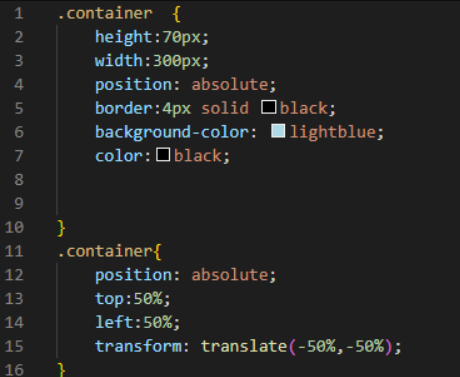 1 .container  {
2     height:70px;
3     width:300px;
4     position: absolute;
5     border:4px solid black;
6     background-color: lightblue;
7     color:black;
8
9
10 }
11 .container{
12     position: absolute;
13     top:50%;
14     left:50%;
15     transform: translate(-50%,-50%);
16 }